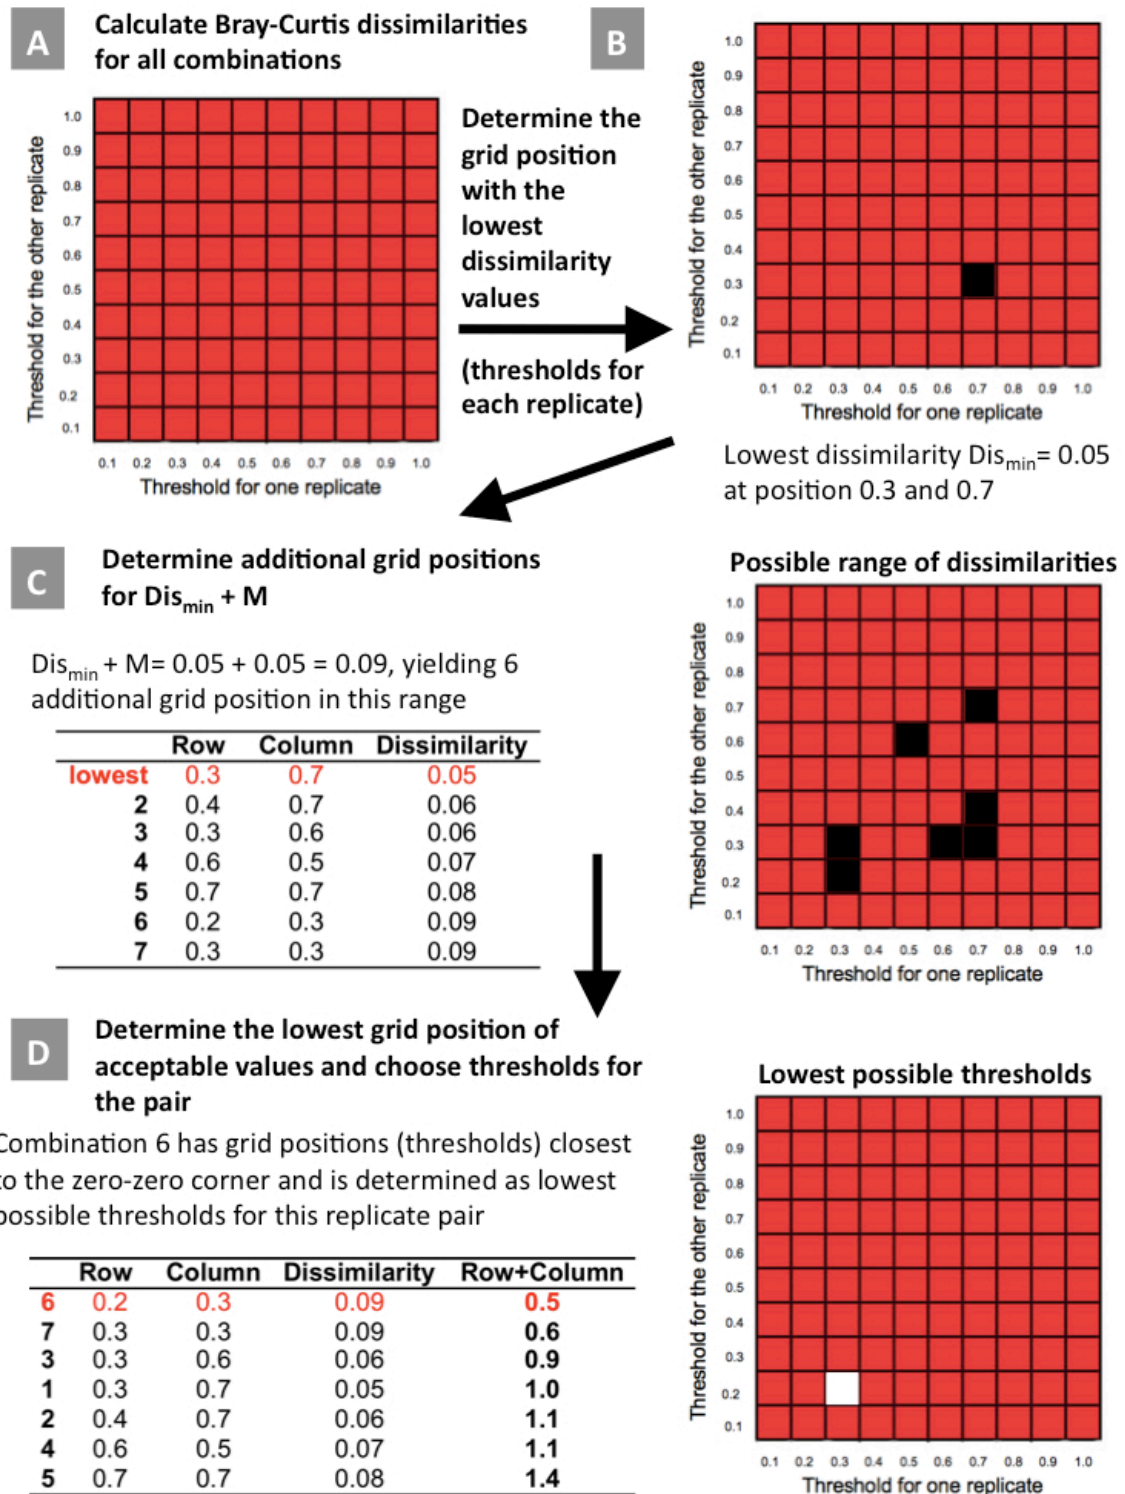 A
Calculate Bray-Curtis dissimilarities
for all combinations
Threshold for the other replicate
1.0
0.9
0.8
0.7
0.6
0.5
0.4
0.3
0.2
0.1
0.1 0.2 0.3 0.4 0.5 0.6 0.7 0.8 0.9 1.0
Threshold for one replicate
Determine the
grid position
with the
lowest
dissimilarity
values
(thresholds for
each replicate)
B
Threshold for the other replicate
1.0
0.9
0.8
0.7
0.6
0.5
0.4
0.3
0.2
0.1
0.1 0.2 0.3 0.4 0.5 0.6 0.7 0.8 0.9 1.0
Threshold for one replicate
Lowest dissimilarity Dismin= 0.05
at position 0.3 and 0.7
C
Determine additional grid positions
for Dismin + M
Dismin + M= 0.05 + 0.05 = 0.09, yielding 6
additional grid position in this range
Row Column Dissimilarity
lowest 0.3 0.7 0.05
2 0.4 0.7 0.06
3 0.3 0.6 0.06
4 0.6 0.5 0.07
5 0.7 0.7 0.08
6 0.2 0.3 0.09
7 0.3 0.3 0.09
Possible range of dissimilarities
Threshold for the other replicate
1.0
0.9
0.8
0.7
0.6
0.5
0.4
0.3
0.2
0.1
0.1 0.2 0.3 0.4 0.5 0.6 0.7 0.8 0.9 1.0
Threshold for one replicate
D
Determine the lowest grid position of
acceptable values and choose thresholds for
the pair
Combination 6 has grid positions (thresholds) closest
to the zero-zero corner and is determined as lowest
possible thresholds for this replicate pair
Row Column Dissimilarity Row+Column
6 0.2 0.3 0.09 0.5
7 0.3 0.3 0.09 0.6
3 0.3 0.6 0.06 0.9
1 0.3 0.7 0.05 1.0
2 0.4 0.7 0.06 1.1
4 0.6 0.5 0.07 1.1
5 0.7 0.7 0.08 1.4
Lowest possible thresholds
Threshold for the other replicate
1.0
0.9
0.8
0.7
0.6
0.5
0.4
0.3
0.2
0.1
0.1 0.2 0.3 0.4 0.5 0.6 0.7 0.8 0.9 1.0
Threshold for one replicate